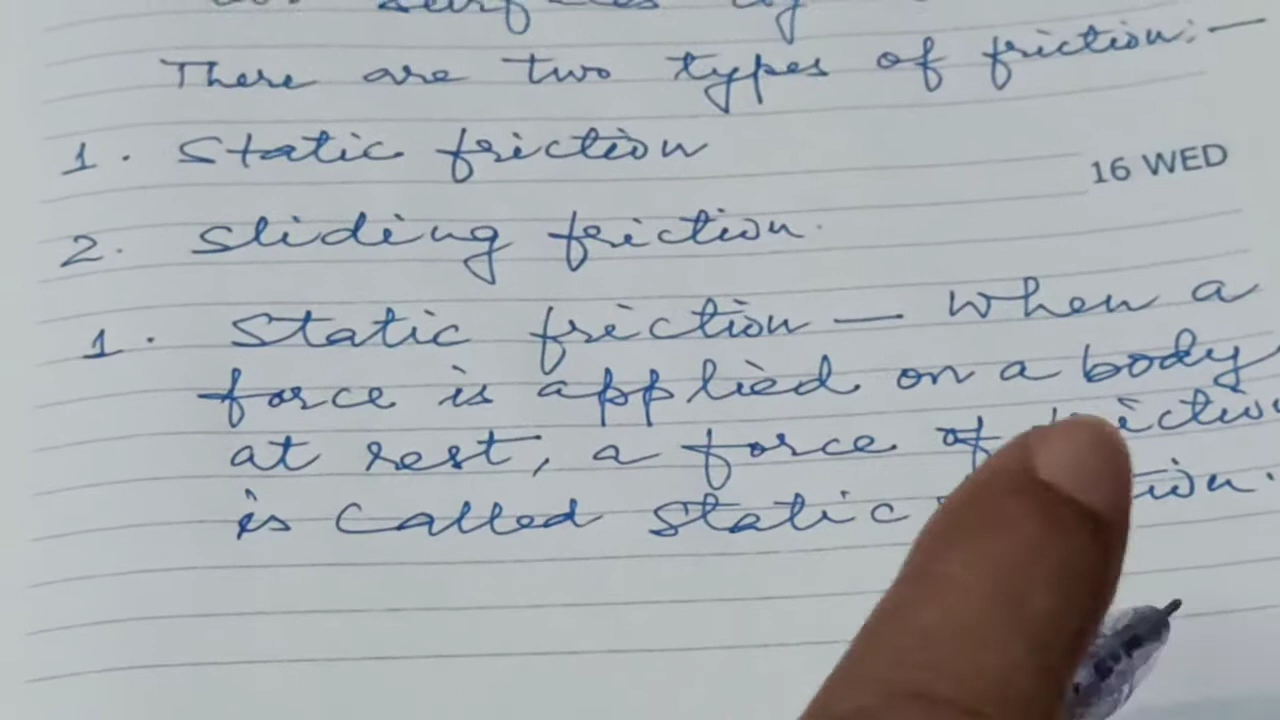 There are two types of friction:—
1. Static friction
16 WED
2. Sliding friction.
1. Static friction — When a
force is applied on a body
at rest, a force of
is called static